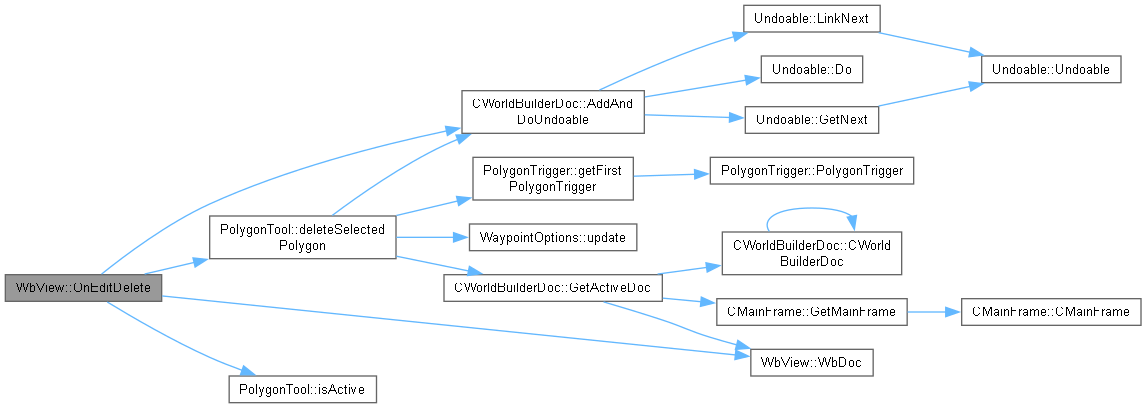 Undoable::LinkNext
Undoable::Do
Undoable::Undoable
CWorldBuilderDoc::AddAnd
DoUndoable
Undoable::GetNext
PolygonTrigger::getFirst
PolygonTrigger
PolygonTrigger::PolygonTrigger
PolygonTool::deleteSelected
Polygon
WaypointOptions::update
CWorldBuilderDoc::CWorld
BuilderDoc
WbView::OnEditDelete
CWorldBuilderDoc::GetActiveDoc
CMainFrame::GetMainFrame
CMainFrame::CMainFrame
WbView::WbDoc
PolygonTool::isActive